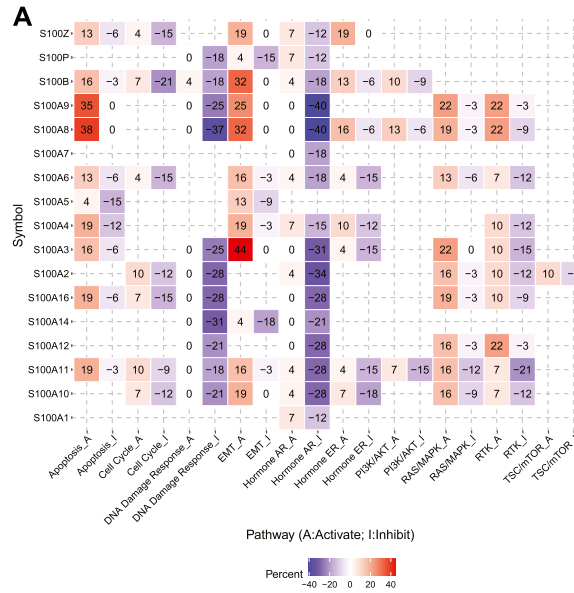 A
S100Z 13 −6 4 −15 19 0 7 −12 19 0
S100P 0 −18 4 −15 7 −12
S100B 16 −3 7 −21 4 −18 32 0 4 −18 13 −6 10 −9
S100A9 35 0 0 −25 25 0 0 −40 22 −3 22 −3
S100A8 38 0 0 −37 32 0 0 −40 16 −6 13 −6 19 −3 22 −9
S100A7 0 −18
S100A6 13 −6 4 −15 16 −3 4 −18 4 −15 13 −6 7 −12
S100A5 4 −15 13 −9
S100A4 19 −12 19 −3 7 −15 10 −12 10 −12
S100A3 16 −6 0 −25 44 0 0 −31 4 −15 22 0 10 −15
S100A2 10 −12 0 −28 4 −34 16 −3 10 −12 10 −
S100A16 19 −6 7 −15 0 −28 0 −28 19 −3 10 −9
S100A14 0 −31 4 −18 0 −21
S100A12 0 −21 0 −28 16 −3 22 −3
S100A11 19 −3 10 −9 0 −18 16 −3 4 −28 4 −15 7 −15 16 −12 7 −21
S100A10 7 −12 0 −21 19 0 4 −28 7 −18 16 −9 7 −12
S100A1 7 −12
Symbol
Apoptosis_A
Apoptosis_I
Cell Cycle_A
Cell Cycle_I
DNA Damage Response_A
DNA Damage Response_I
EMT_A
EMT_I
Hormone AR_A
Hormone AR_I
Hormone ER_A
Hormone ER_I
PI3K/AKT_A
PI3K/AKT_I
RAS/MAPK_A
RAS/MAPK_I
RTK_A
RTK_I
TSC/mTOR_A
TSC/mTOR
Pathway (A:Activate; I:Inhibit)
Percent
−40 −20 0 20 40